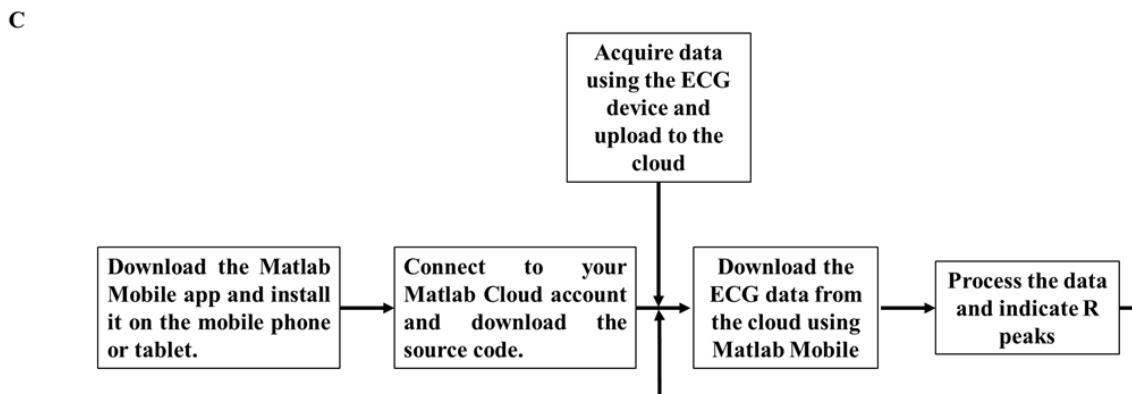 C
Acquire data
using the ECG
device and
upload to the
cloud
Download the Matlab
Mobile app and install
it on the mobile phone
or tablet.
Connect to your
Matlab Cloud account
and download the
source code.
Download the
ECG data from
the cloud using
Matlab Mobile
Process the data
and indicate R
peaks